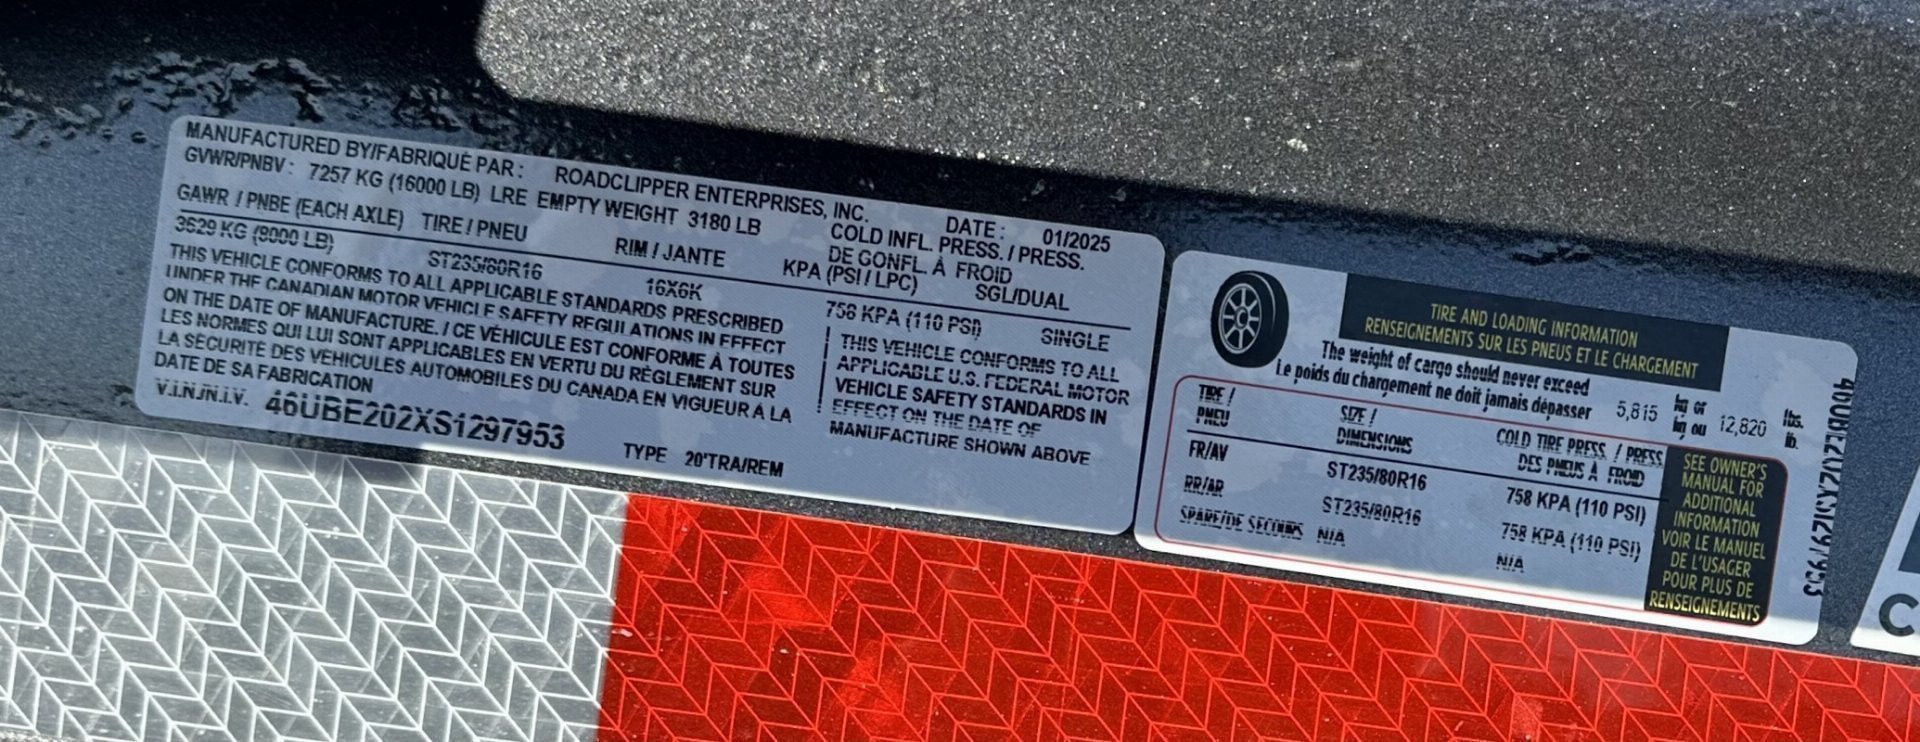 MANUFACTURED BY/FABRIQUÉ PAR : ROADCLIPPER ENTERPRISES, INC. DATE : 01/2025
GVWR/PNBV : 7257 KG (16000 LB) LRE EMPTY WEIGHT 3180 LB
COLD INFL. PRESS. / PRESS.
DE GONFL. À FROID
GAWR / PNBE (EACH AXLE) TIRE / PNEU RIM / JANTE KPA (PSI / LPC) SGL/DUAL
3629 KG (8000 LB) ST235/80R16 16X6K 758 KPA (110 PSI) SINGLE
THIS VEHICLE CONFORMS TO ALL APPLICABLE STANDARDS PRESCRIBED
UNDER THE CANADIAN MOTOR VEHICLE SAFETY REGULATIONS IN EFFECT
ON THE DATE OF MANUFACTURE. / CE VÉHICULE EST CONFORME À TOUTES
LES NORMES QUI LUI SONT APPLICABLES EN VERTU DU RÈGLEMENT SUR
LA SÉCURITÉ DES VÉHICULES AUTOMOBILES DU CANADA EN VIGUEUR À LA
DATE DE SA FABRICATION
THIS VEHICLE CONFORMS TO ALL
APPLICABLE U.S. FEDERAL MOTOR
VEHICLE SAFETY STANDARDS IN
EFFECT ON THE DATE OF
MANUFACTURE SHOWN ABOVE
V.I.N./N.I.V. 46UBE202XS1297953 TYPE 20'TRA/REM
TIRE AND LOADING INFORMATION
RENSEIGNEMENTS SUR LES PNEUS ET LE CHARGEMENT
The weight of cargo should never exceed
Le poids du chargement ne doit jamais dépasser
5,815 kg or 12,820 lbs.
kg ou lb.
TIRE / SIZE / COLD TIRE PRESS. / PRESS.
PNEU DIMENSIONS DES PNEUS À FROID
FR/AV ST235/80R16 758 KPA (110 PSI)
RR/AR ST235/80R16 758 KPA (110 PSI)
SPARE/DE SECOURS N/A N/A
SEE OWNER'S
MANUAL FOR
ADDITIONAL
INFORMATION
VOIR LE MANUEL
DE L'USAGER
POUR PLUS DE
RENSEIGNEMENTS
46UBE202XS1297953
C